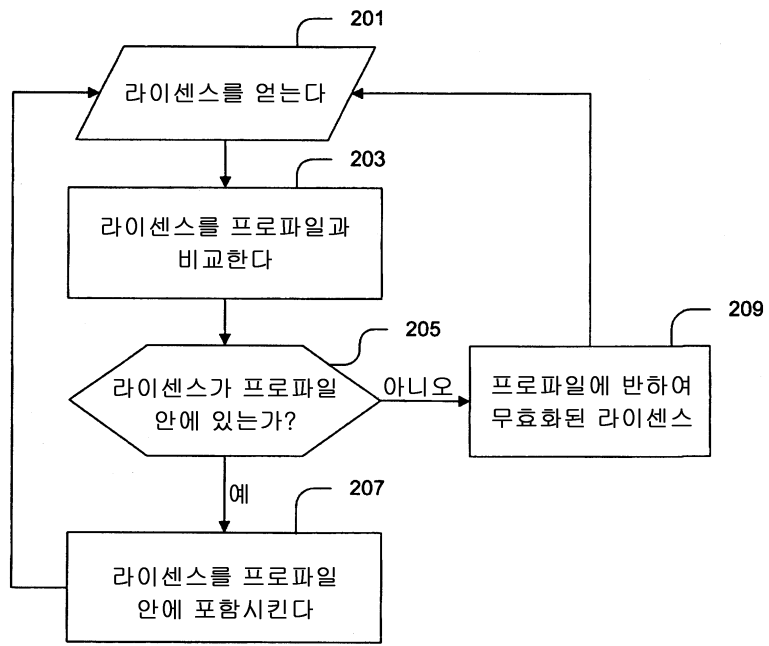 201
라이센스를 얻는다
203
라이센스를 프로파일과
비교한다
205
라이센스가 프로파일
안에 있는가?
아니오
209
프로파일에 반하여
무효화된 라이센스
예
207
라이센스를 프로파일
안에 포함시킨다